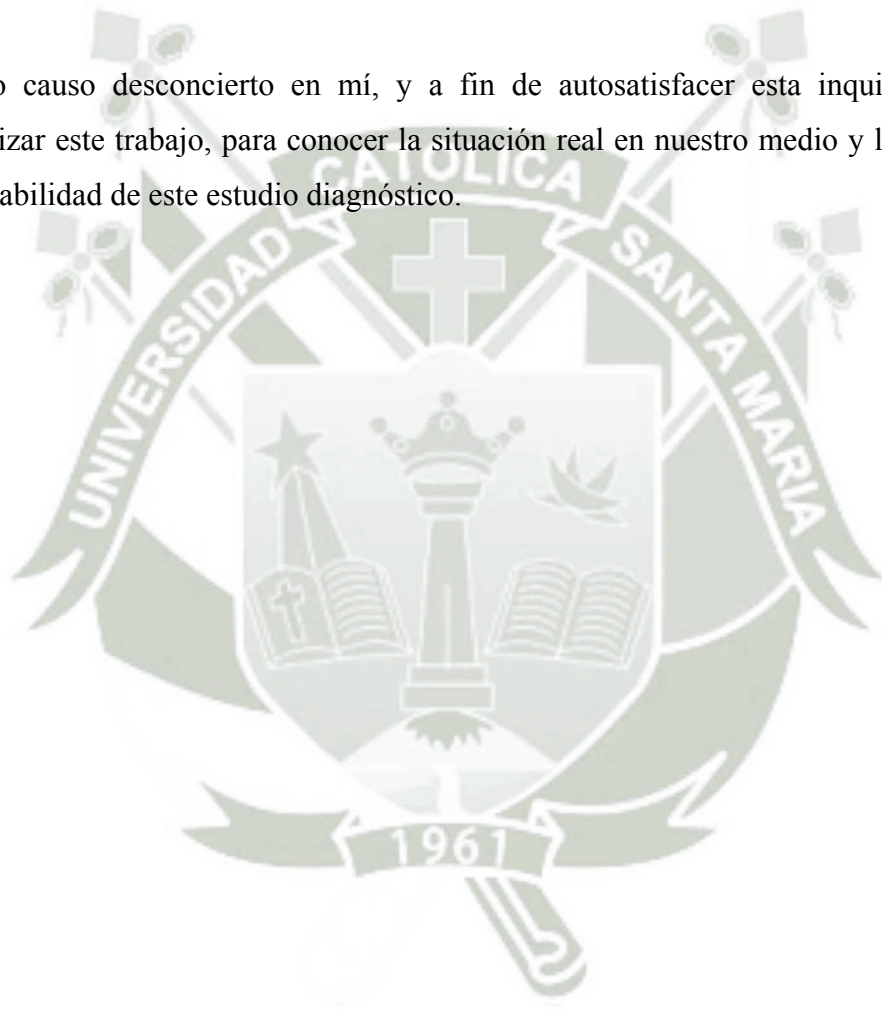 o causo desconcierto en mí, y a fin de autosatisfacer esta inqui
izar este trabajo, para conocer la situación real en nuestro medio y l
abilidad de este estudio diagnóstico.
UNIVERSIDAD CATOLICA SANTA MARIA
1961